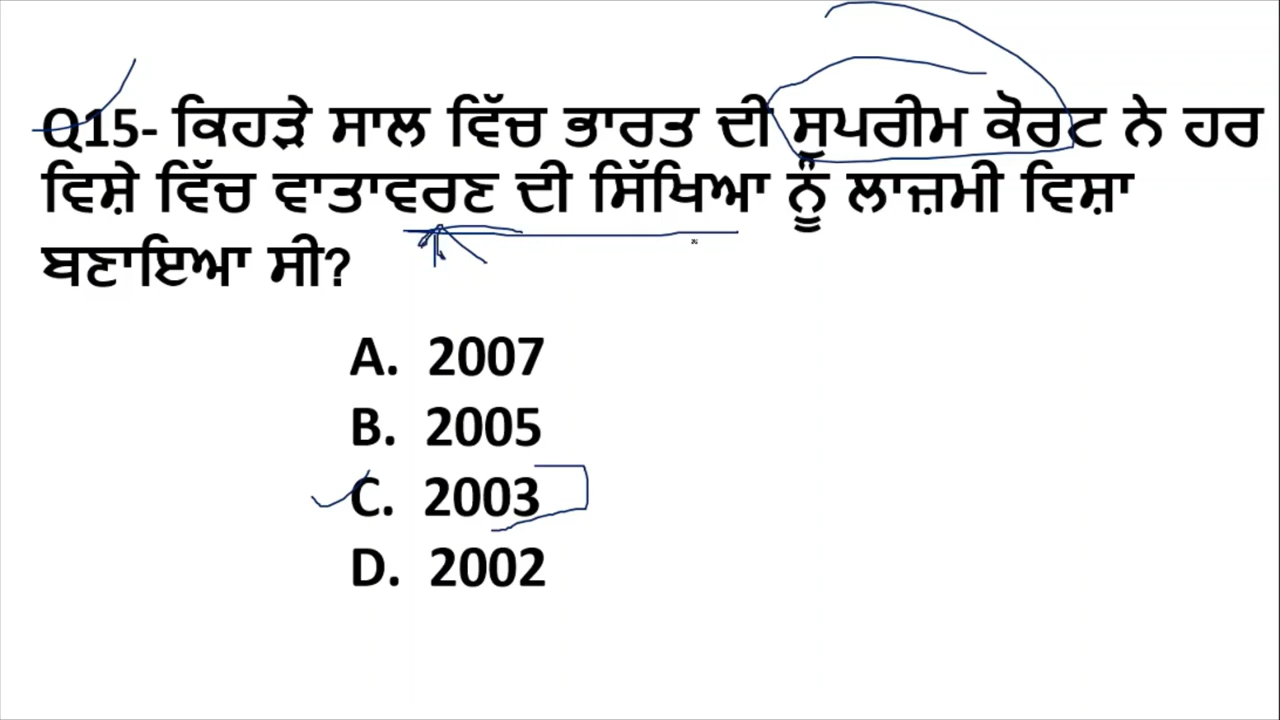 Q15- ਕਿਹੜੇ ਸਾਲ ਵਿੱਚ ਭਾਰਤ ਦੀ ਸੁਪਰੀਮ ਕੋਰਟ ਨੇ ਹਰ
ਵਿਸ਼ੇ ਵਿੱਚ ਵਾਤਾਵਰਣ ਦੀ ਸਿੱਖਿਆ ਨੂੰ ਲਾਜ਼ਮੀ ਵਿਸ਼ਾ
ਬਣਾਇਆ ਸੀ?
A. 2007
B. 2005
C. 2003
D. 2002